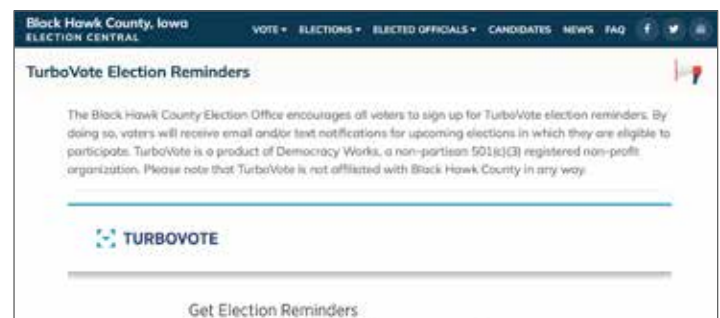 Black Hawk County, Iowa
ELECTION CENTRAL
VOTE ELECTIONS ELECTED OFFICIALS CANDIDATES NEWS FAQ
TurboVote Election Reminders
The Black Hawk County Election Office encourages all voters to sign up for TurboVote election reminders. By
doing so, voters will receive email and/or text notifications for upcoming elections in which they are eligible to
participate. TurboVote is a product of Democracy Works, a non-partisan 501(c)(3) registered non-profit
organization. Please note that TurboVote is not affiliated with Black Hawk County in any way.
TURBOVOTE
Get Election Reminders